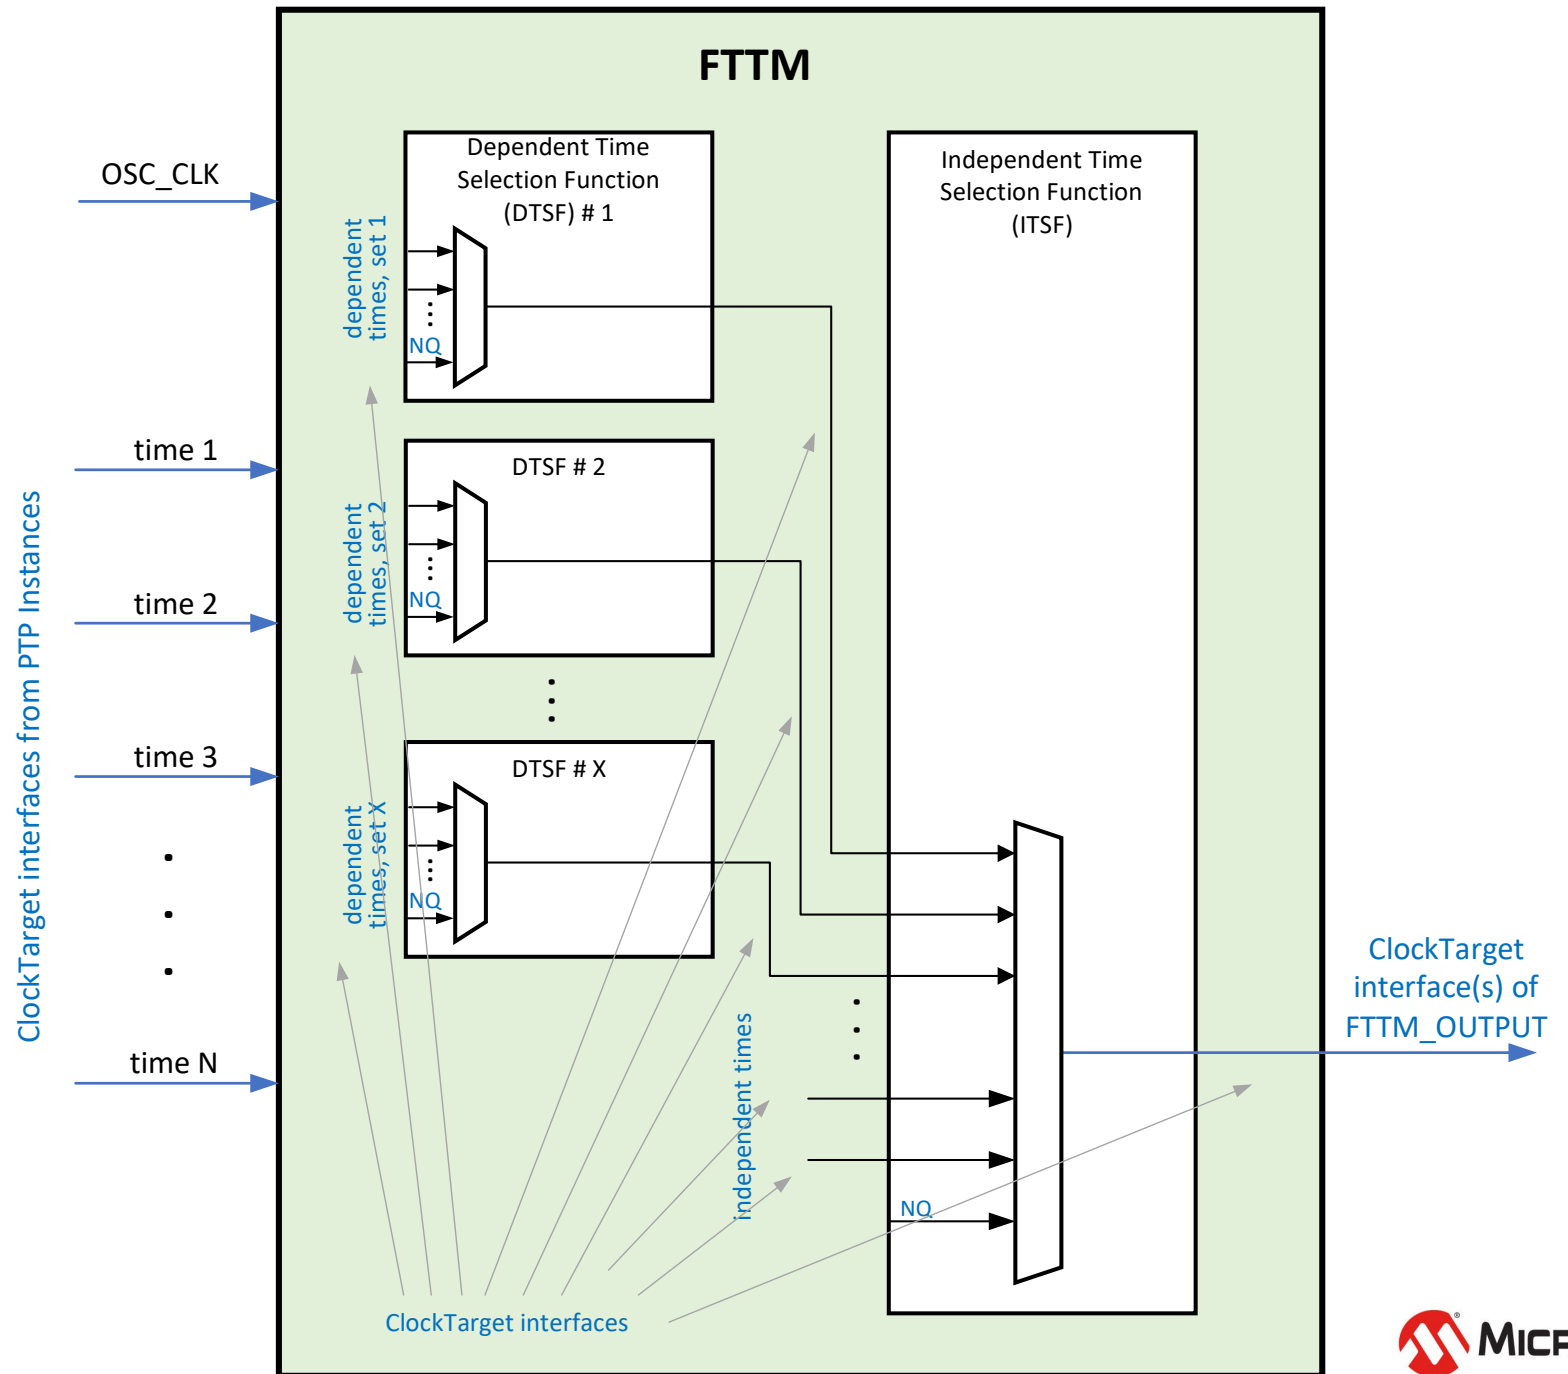 FTTM
OSC_CLK
Dependent Time
Selection Function
(DTSF) # 1
dependent
times, set 1
NQ
Independent Time
Selection Function
(ITSF)
ClockTarget interfaces from PTP Instances
time 1
DTSF # 2
dependent
times, set 2
NQ
time 2
time 3
DTSF # X
dependent
times, set X
NQ
time N
independent times
NQ
ClockTarget
interface(s) of
FTTM_OUTPUT
ClockTarget interfaces